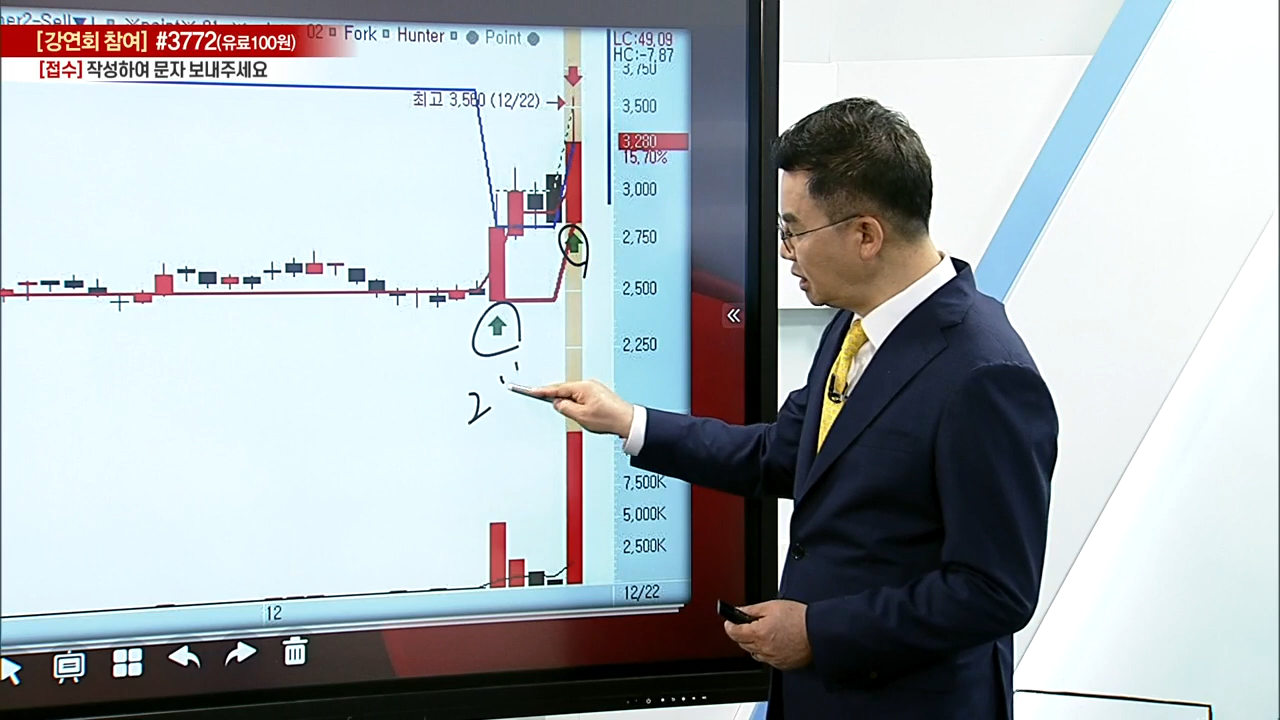 [강연회 참여] #3772(유료100원)
[접수] 작성하여 문자 보내주세요
02 Fork Hunter Point
LC:49,09
HC:-7,87
3,750
최고 3,560 (12/22)
3,500
3,280
15,70%
3,000
2,750
2,500
2,250
2
7,500K
5,000K
2,500K
12
12/22